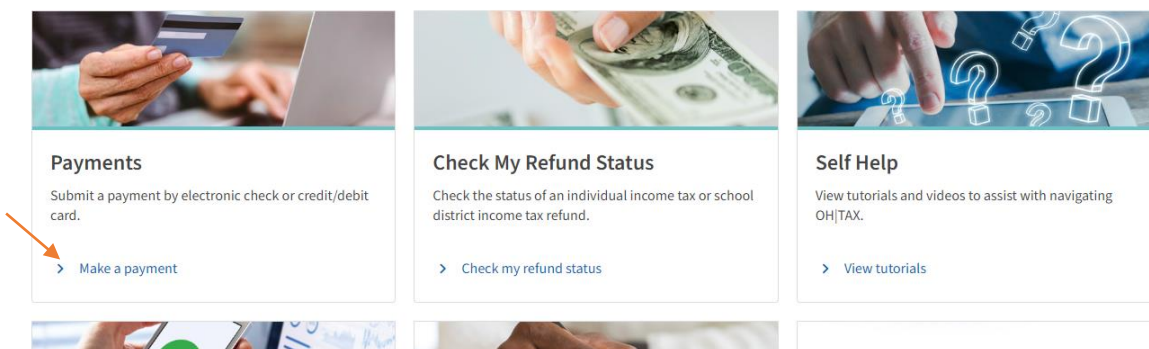 Payments
Submit a payment by electronic check or credit/debit
card.
Make a payment
Check My Refund Status
Check the status of an individual income tax or school
district income tax refund.
Check my refund status
Self Help
View tutorials and videos to assist with navigating
OH|TAX.
View tutorials